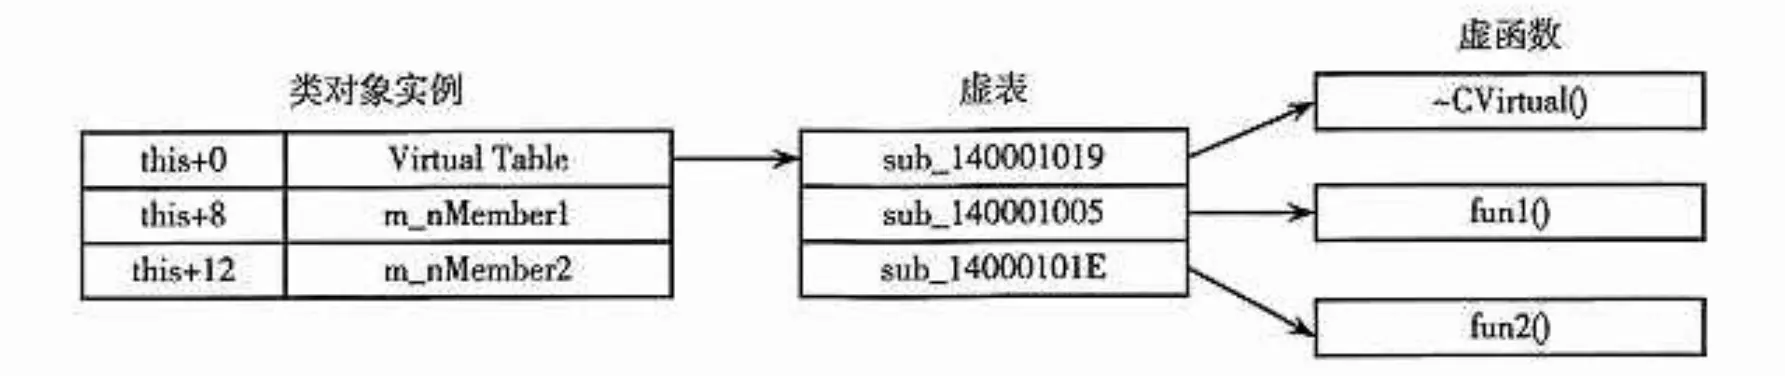 虚函数
类对象实例
虚表
~CVirtual()
this+0 Virtual Table
sub_140001019
this+8 m_nMember1
sub_140001005
fun1()
this+12 m_nMember2
sub_14000101E
fun2()